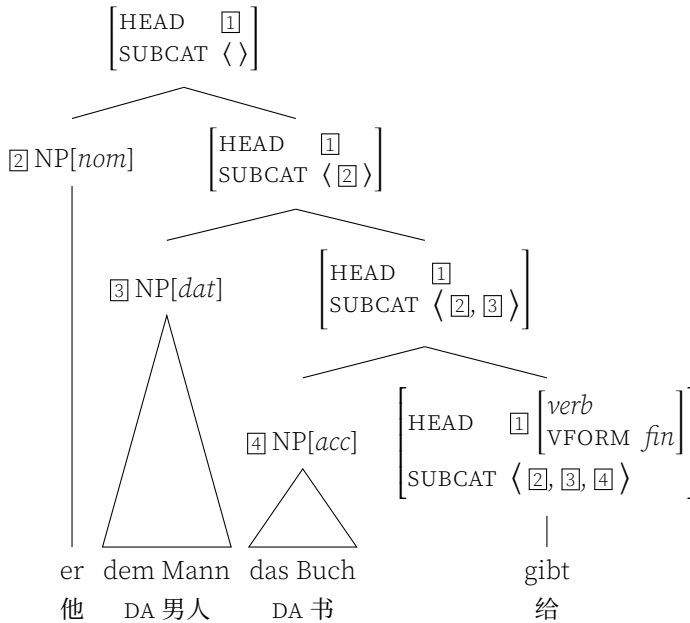 [HEAD 1
SUBCAT ⟨ ⟩]
2 NP[nom]
[HEAD 1
SUBCAT ⟨ 2 ⟩]
3 NP[dat]
[HEAD 1
SUBCAT ⟨ 2, 3 ⟩]
4 NP[acc]
[HEAD 1 [verb
VFORM fin]
SUBCAT ⟨ 2, 3, 4 ⟩]
er dem Mann das Buch gibt
他 DA 男人 DA 书 给